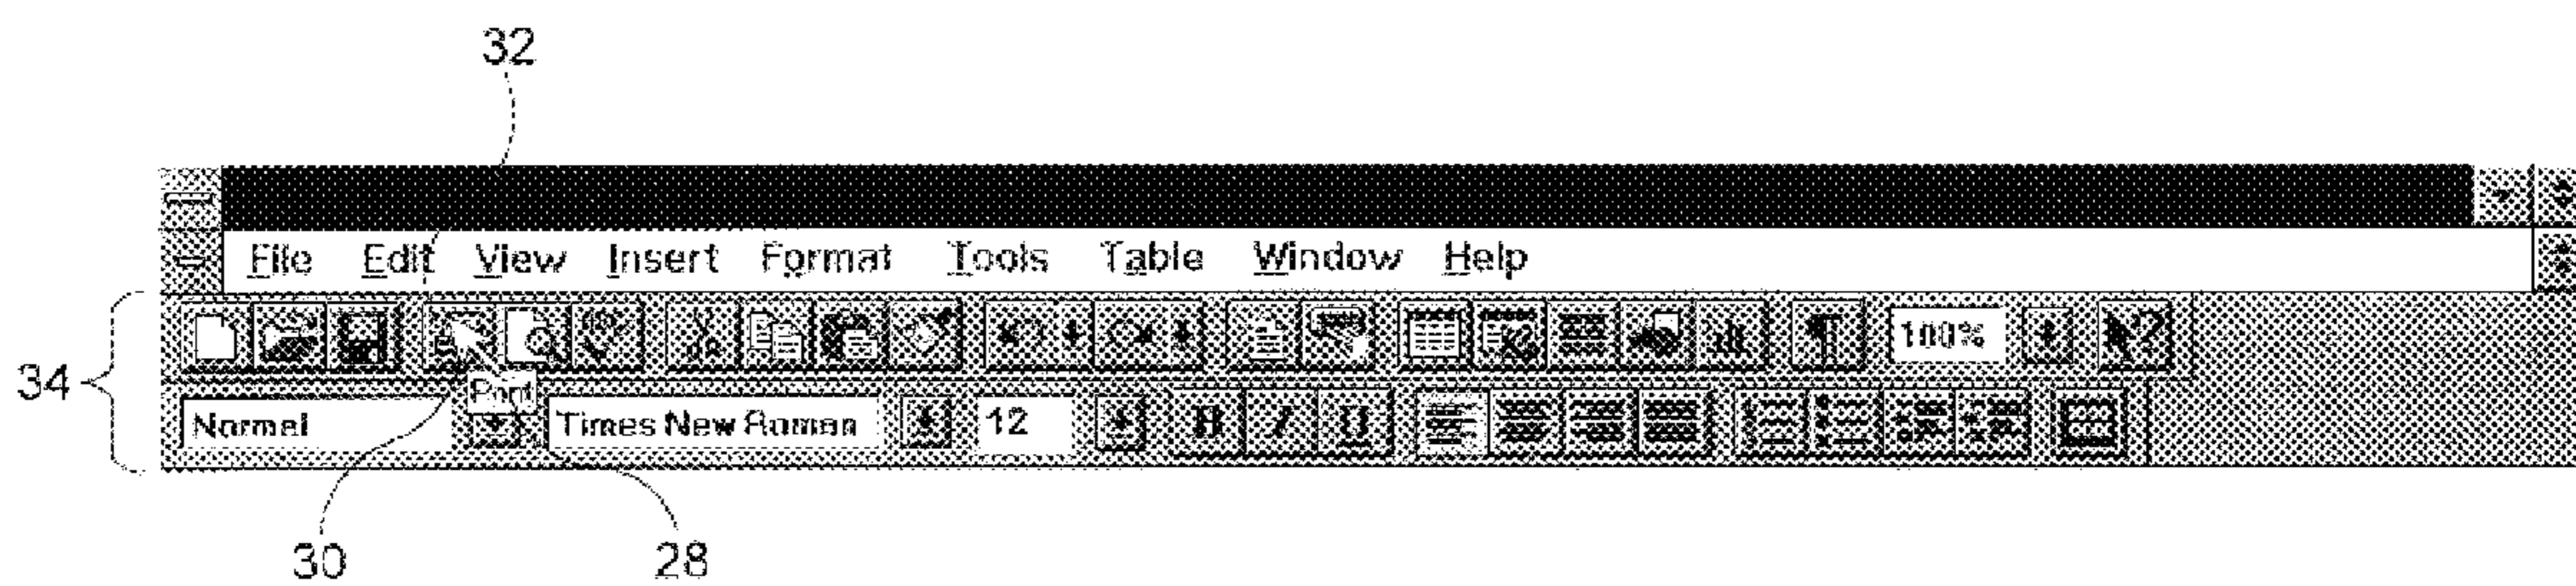 32
File Edit View Insert Format Tools Table Window Help
100%
34
Print
Normal Times New Roman 12 B I U
30 28